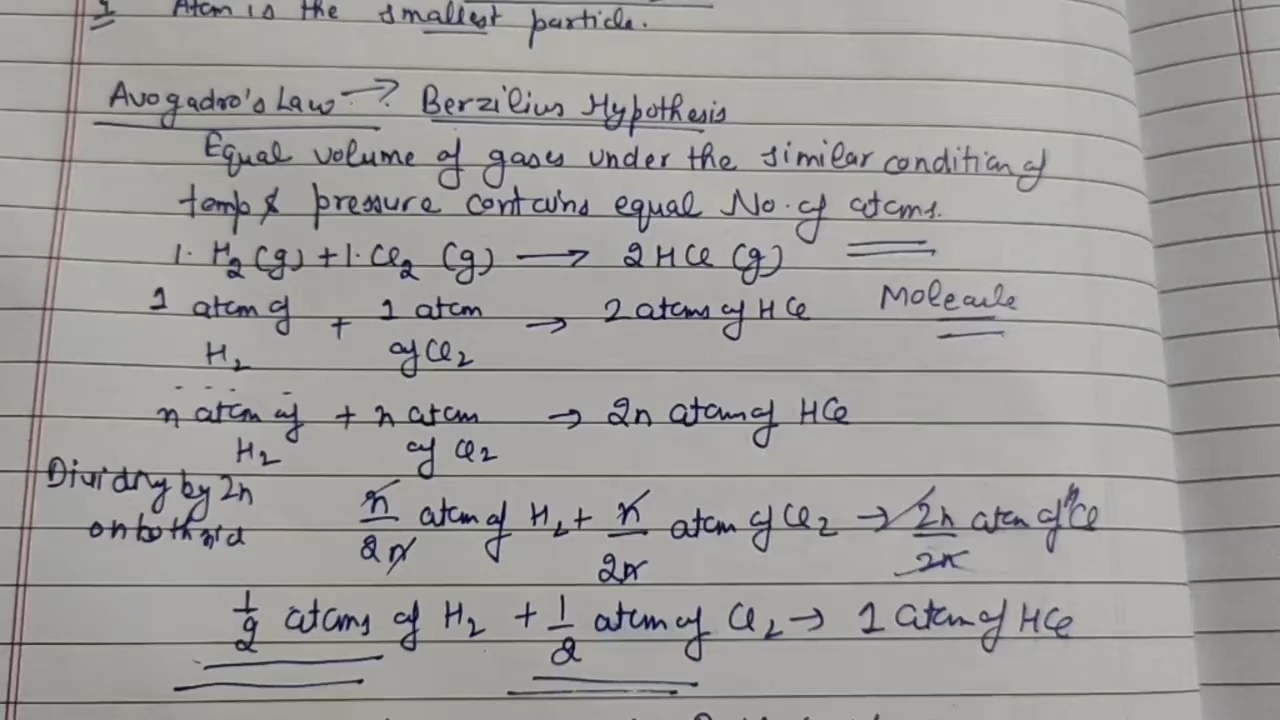 Atom is the smallest particle.
Avogadro's Law → Berzilius Hypothesis
Equal volume of gases under the similar condition of
temp & pressure contains equal No. of atoms.
1. H₂ (g) + 1. Cl₂ (g) → 2 HCl (g)
Molecule
1 atom of H₂ + 1 atom of Cl₂ → 2 atoms of HCl
n atom of H₂ + n atom of Cl₂ → 2n atom of HCl
Dividing by 2n
on both sid
n/2n atom of H₂ + n/2n atom of Cl₂ → 2n/2n atom of HCl
1/2 atoms of H₂ + 1/2 atom of Cl₂ → 1 atom of HCl